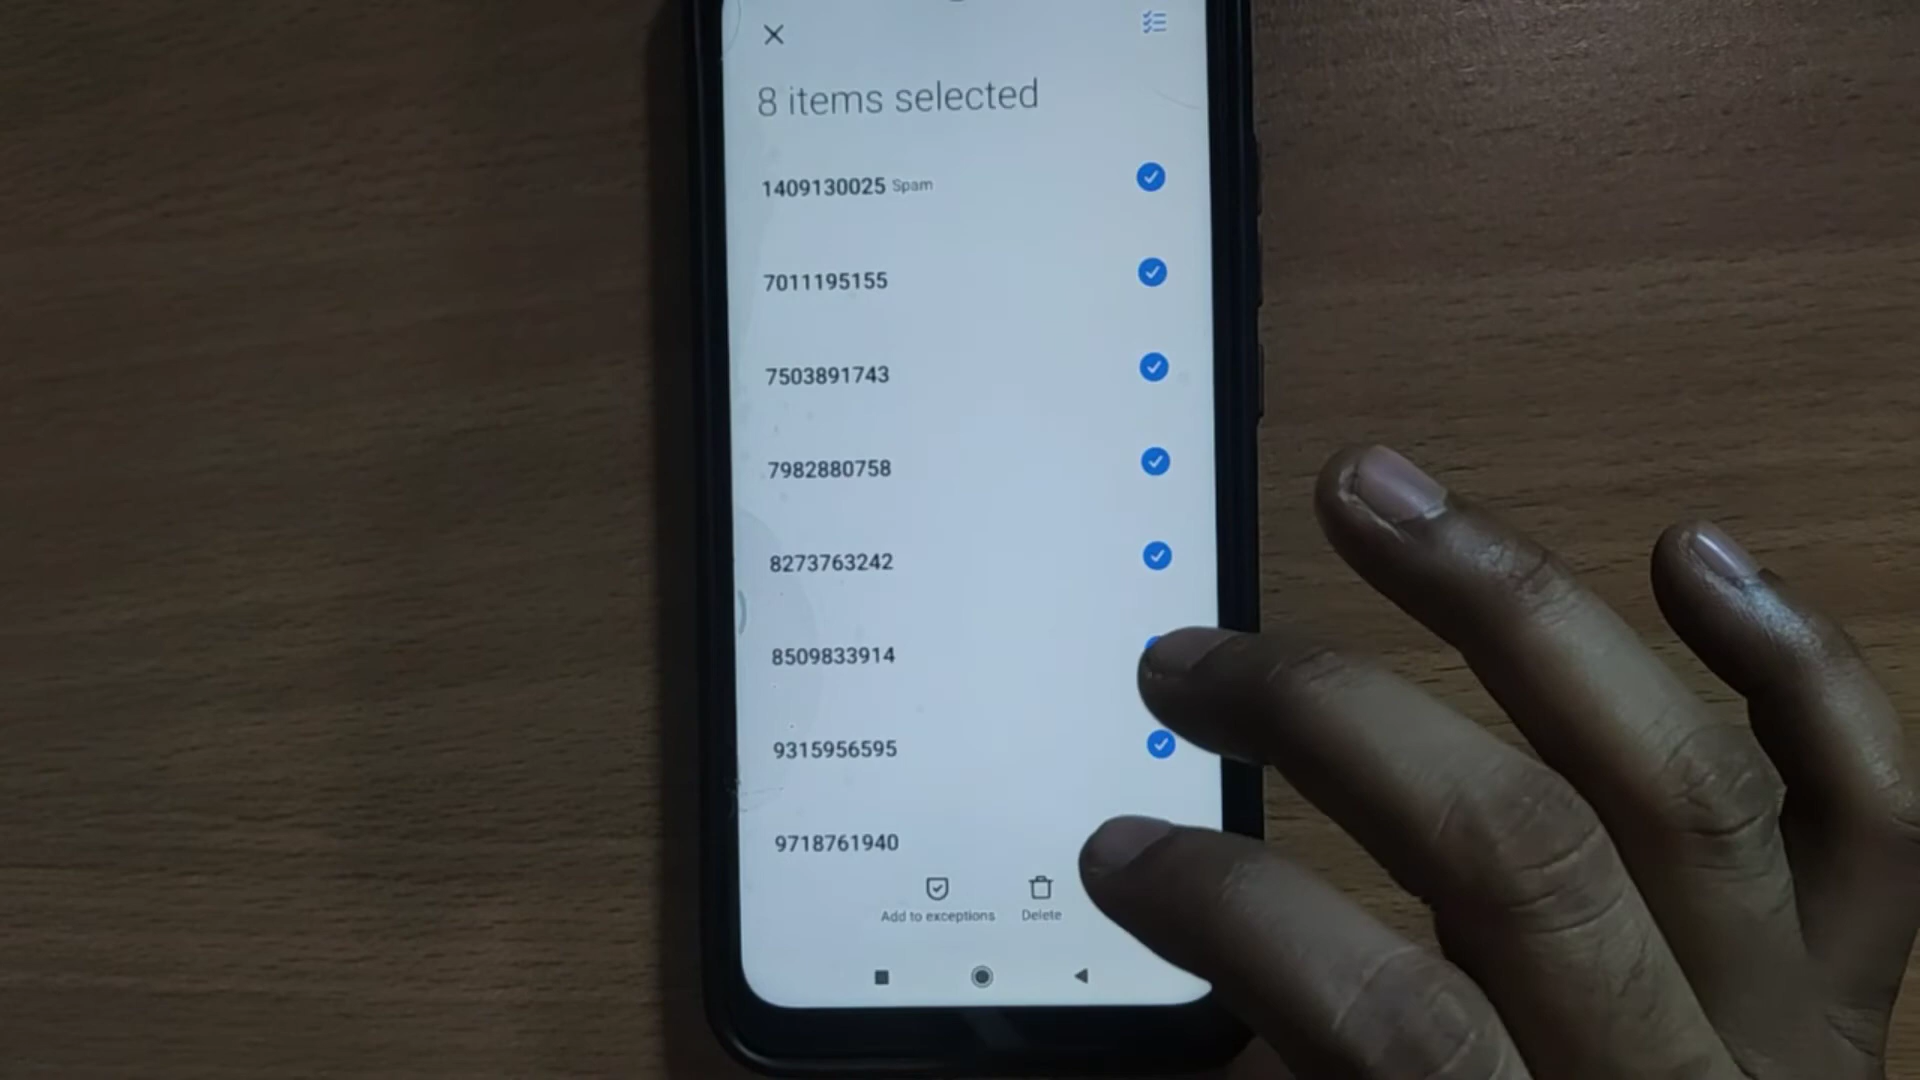 8 items selected
1409130025 Spam
7011195155
7503891743
7982880758
8273763242
8509833914
9315956595
9718761940
Add to exceptions
Delete